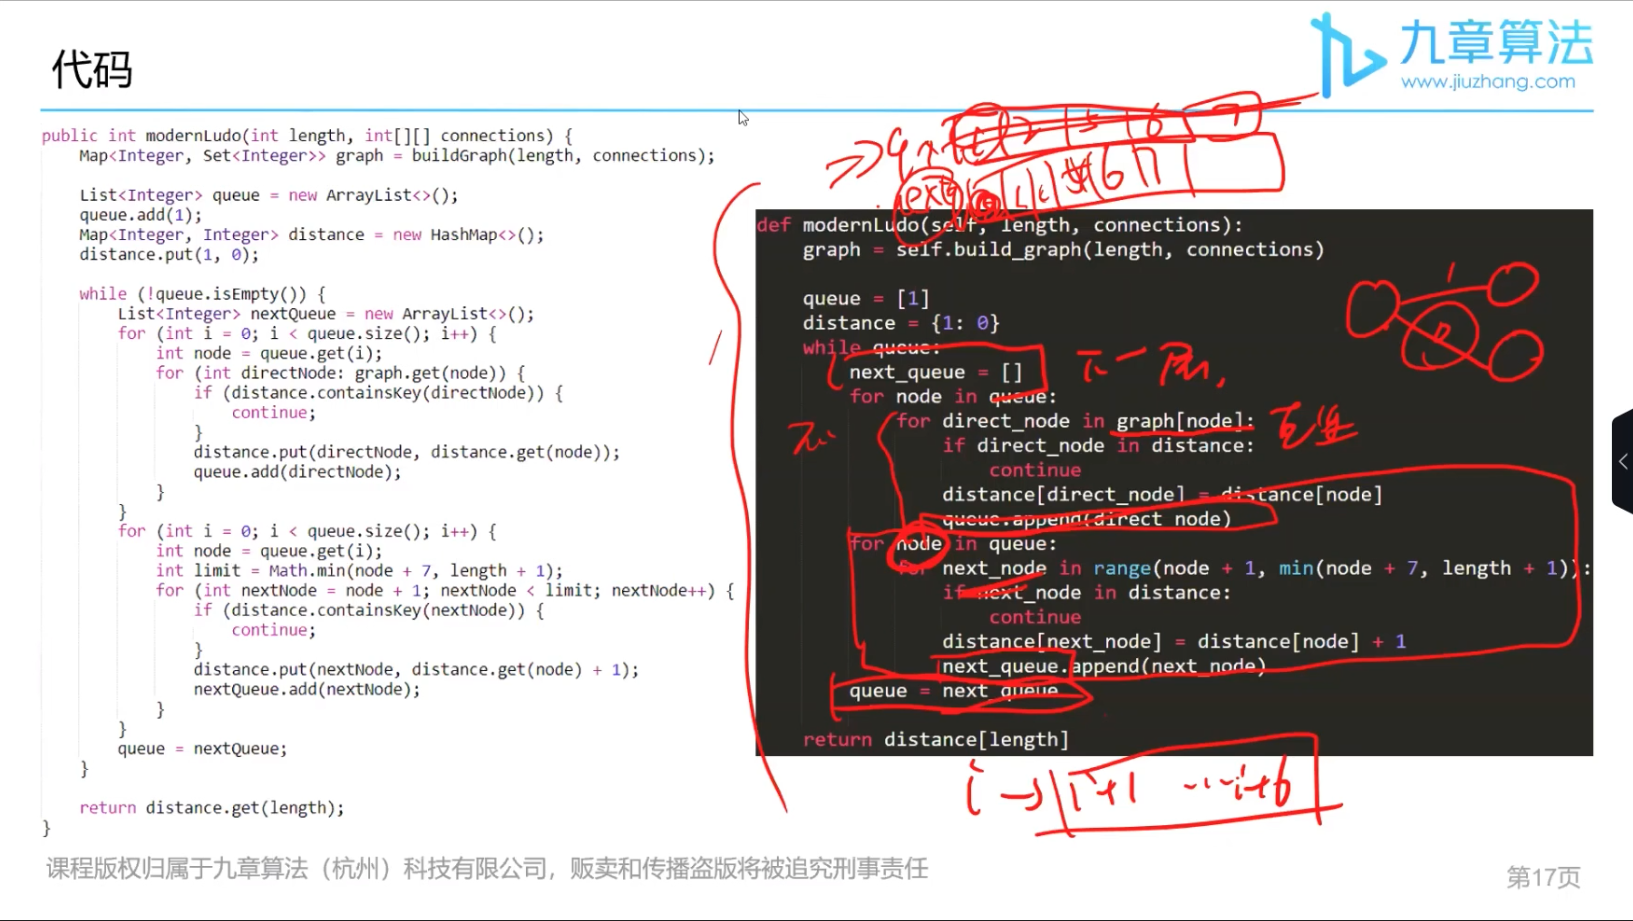 代码
九章算法
www.jiuzhang.com
public int modernLudo(int length, int[][] connections) {
Map<Integer, Set<Integer>> graph = buildGraph(length, connections);
List<Integer> queue = new ArrayList<>();
queue.add(1);
Map<Integer, Integer> distance = new HashMap<>();
distance.put(1, 0);
while (!queue.isEmpty()) {
List<Integer> nextQueue = new ArrayList<>();
for (int i = 0; i < queue.size(); i++) {
int node = queue.get(i);
for (int directNode: graph.get(node)) {
if (distance.containsKey(directNode)) {
continue;
}
distance.put(directNode, distance.get(node));
queue.add(directNode);
}
}
for (int i = 0; i < queue.size(); i++) {
int node = queue.get(i);
int limit = Math.min(node + 7, length + 1);
for (int nextNode = node + 1; nextNode < limit; nextNode++) {
if (distance.containsKey(nextNode)) {
continue;
}
distance.put(nextNode, distance.get(node) + 1);
nextQueue.add(nextNode);
}
}
queue = nextQueue;
}
return distance.get(length);
}
def modernLudo(self, length, connections):
graph = self.build_graph(length, connections)
queue = [1]
distance = {1: 0}
while queue:
next_queue = []
for node in queue:
for direct_node in graph[node]:
if direct_node in distance:
continue
distance[direct_node] = distance[node]
queue.append(direct_node)
for node in queue:
for next_node in range(node + 1, min(node + 7, length + 1)):
if next_node in distance:
continue
distance[next_node] = distance[node] + 1
next_queue.append(next_node)
queue = next_queue
return distance[length]
下一层
i → i+1 ... i+6
课程版权归属于九章算法（杭州）科技有限公司，贩卖和传播盗版将被追究刑事责任
第17页